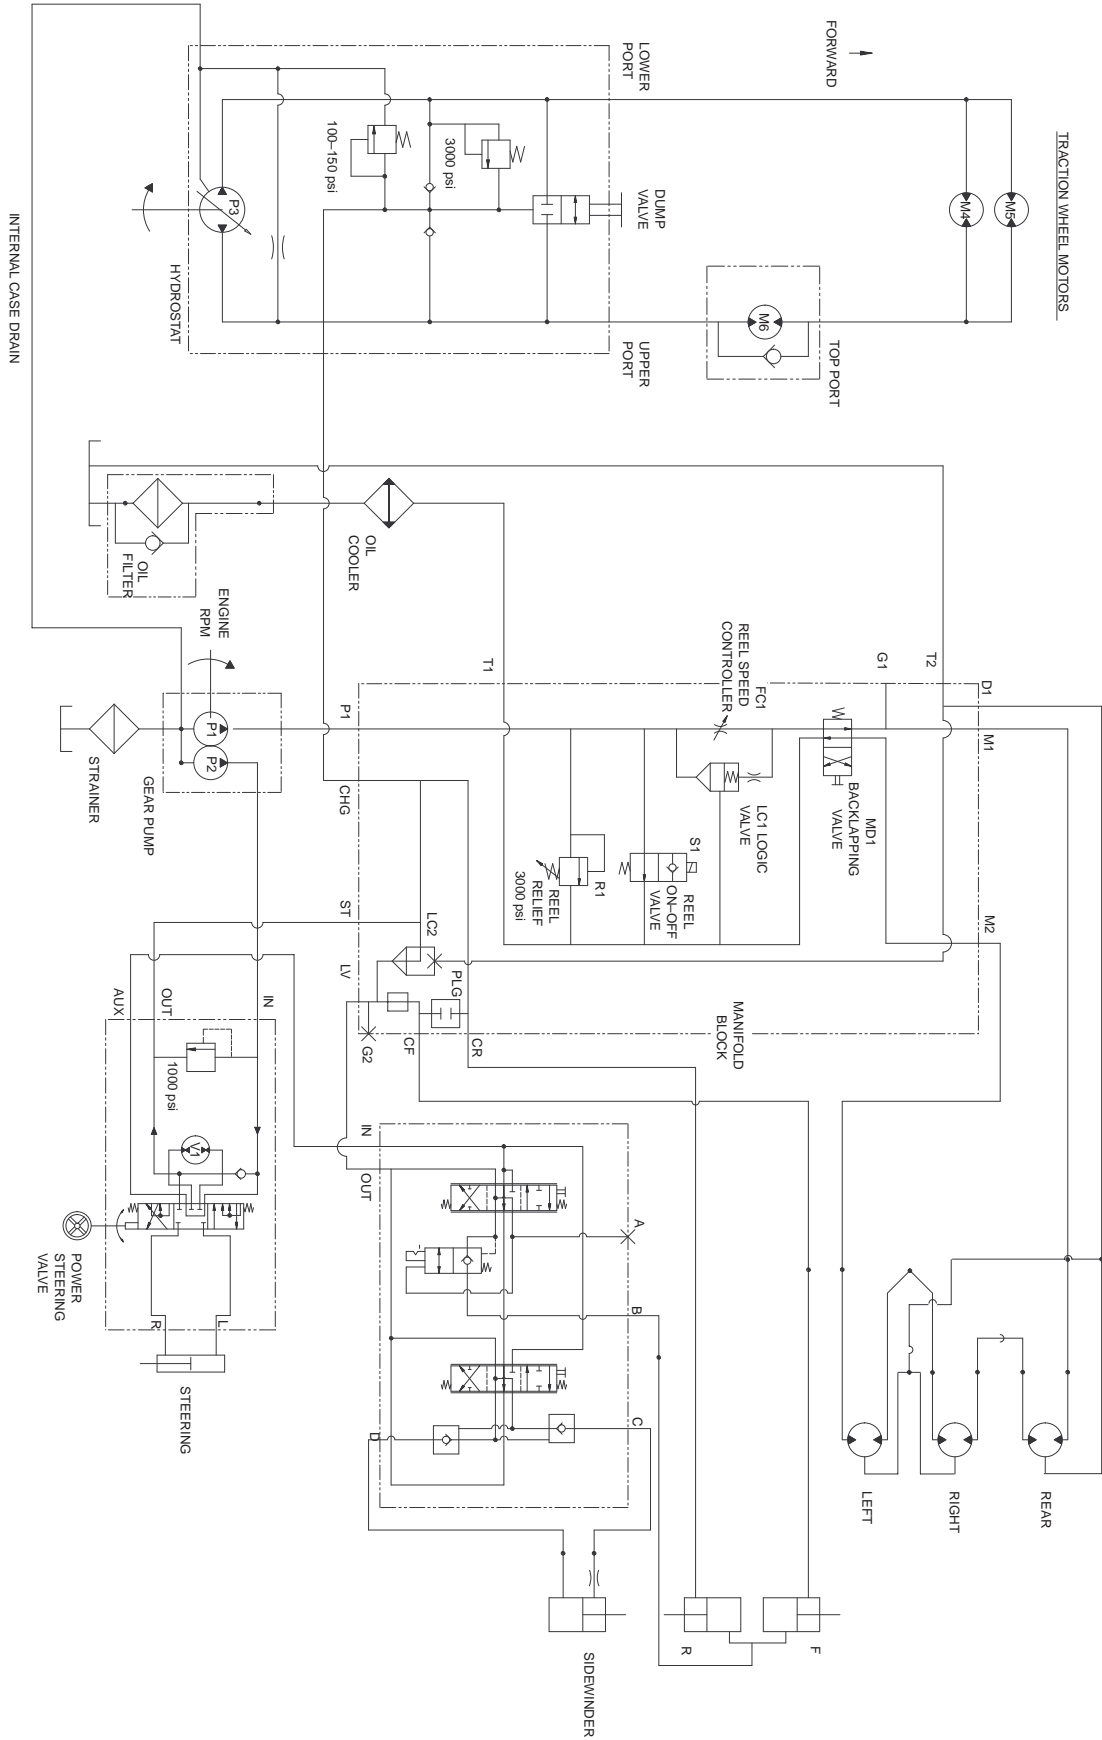 FORWARD
TRACTION WHEEL MOTORS
LOWER
PORT
M5
M4
DUMP
VALVE
3000 psi
100–150 psi
P3
HYDROSTAT
UPPER
PORT
M6
TOP PORT
INTERNAL CASE DRAIN
OIL
COOLER
OIL
FILTER
ENGINE
RPM
T1
T2
D1
G1
REEL SPEED
CONTROLLER
FC1
P1
M1
STRAINER
P1
P2
GEAR PUMP
CHG
LC1 LOGIC
VALVE
MD1
BACKLAPPING
VALVE
S1
REEL
ON–OFF
VALVE
R1
REEL
RELIEF
3000 psi
M2
ST
LC2
LV
PLG
CR
CF
G2
MANIFOLD
BLOCK
AUX
OUT
IN
1000 psi
V1
POWER
STEERING
VALVE
R
L
STEERING
IN
OUT
A
B
C
D
SIDEWINDER
R
F
LEFT
RIGHT
REAR